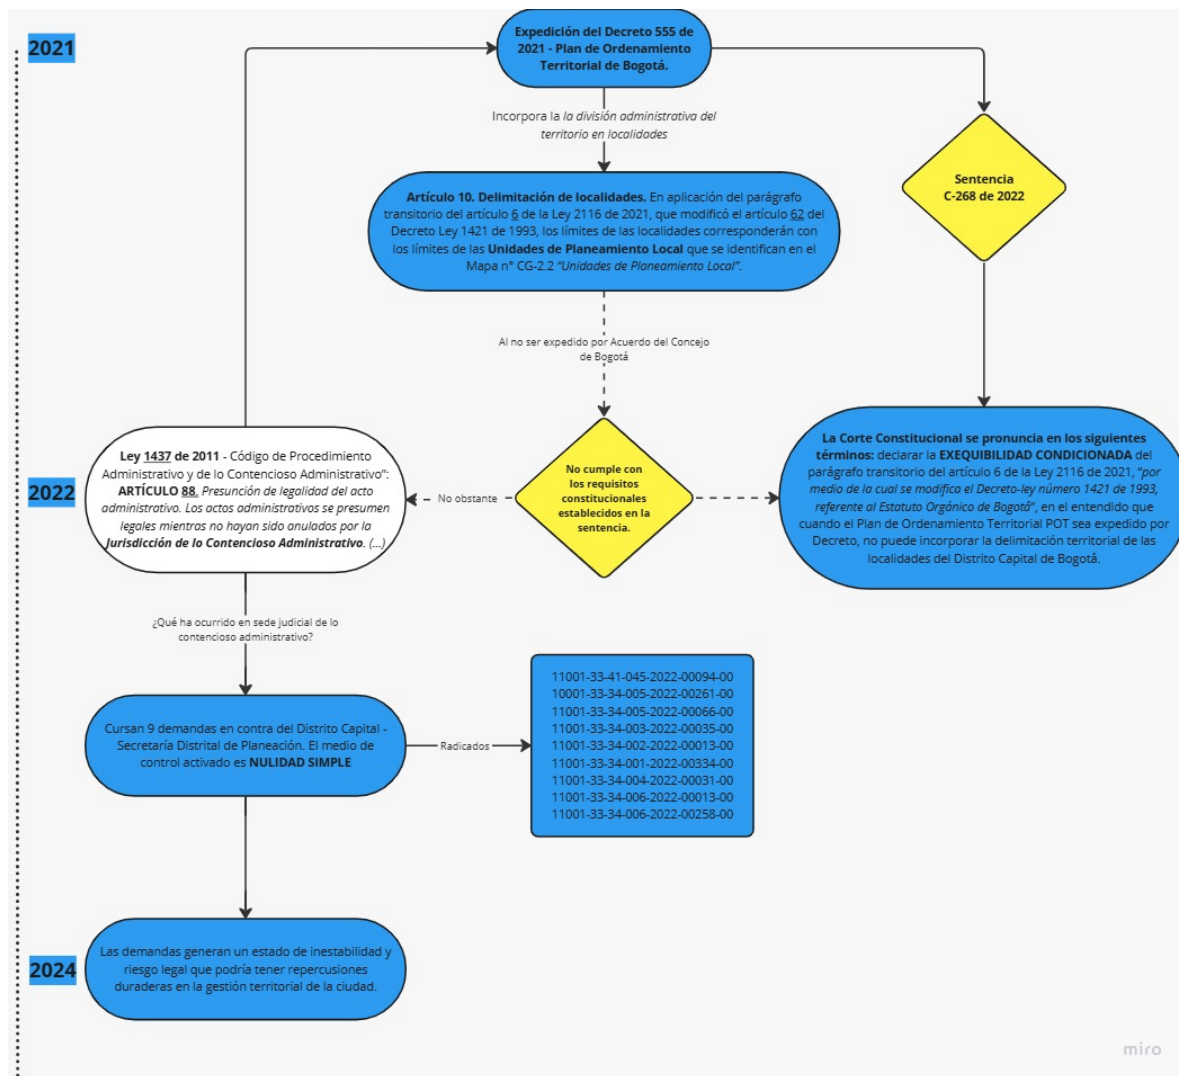 2021
Expedición del Decreto 555 de
2021 - Plan de Ordenamiento
Territorial de Bogotá.
Incorpora la la división administrativa del
territorio en localidades
Sentencia
C-268 de 2022
Artículo 10. Delimitación de localidades. En aplicación del parágrafo
transitorio del artículo 6 de la Ley 2116 de 2021, que modificó el artículo 62 del
Decreto Ley 1421 de 1993, los límites de las localidades corresponderán con
los límites de las Unidades de Planeamiento Local que se identifican en el
Mapa n° CG-2.2 “Unidades de Planeamiento Local”.
Al no ser expedido por Acuerdo del Concejo
de Bogotá
2022
Ley 1437 de 2011 - Código de Procedimiento
Administrativo y de lo Contencioso Administrativo”:
ARTÍCULO 88. Presunción de legalidad del acto
administrativo. Los actos administrativos se presumen
legales mientras no hayan sido anulados por la
Jurisdicción de lo Contencioso Administrativo. (...)
No obstante
No cumple con
los requisitos
constitucionales
establecidos en la
sentencia.
La Corte Constitucional se pronuncia en los siguientes
términos: declarar la EXEQUIBILIDAD CONDICIONADA del
parágrafo transitorio del artículo 6 de la Ley 2116 de 2021, “por
medio de la cual se modifica el Decreto-ley número 1421 de 1993,
referente al Estatuto Orgánico de Bogotá”, en el entendido que
cuando el Plan de Ordenamiento Territorial POT sea expedido por
Decreto, no puede incorporar la delimitación territorial de las
localidades del Distrito Capital de Bogotá.
¿Qué ha ocurrido en sede judicial de lo
contencioso administrativo?
Cursan 9 demandas en contra del Distrito Capital -
Secretaría Distrital de Planeación. El medio de
control activado es NULIDAD SIMPLE
Radicados
11001-33-41-045-2022-00094-00
10001-33-34-005-2022-00261-00
11001-33-34-005-2022-00066-00
11001-33-34-003-2022-00035-00
11001-33-34-002-2022-00013-00
11001-33-34-001-2022-00334-00
11001-33-34-004-2022-00031-00
11001-33-34-006-2022-00013-00
11001-33-34-006-2022-00258-00
2024
Las demandas generan un estado de inestabilidad y
riesgo legal que podría tener repercusiones
duraderas en la gestión territorial de la ciudad.
miro